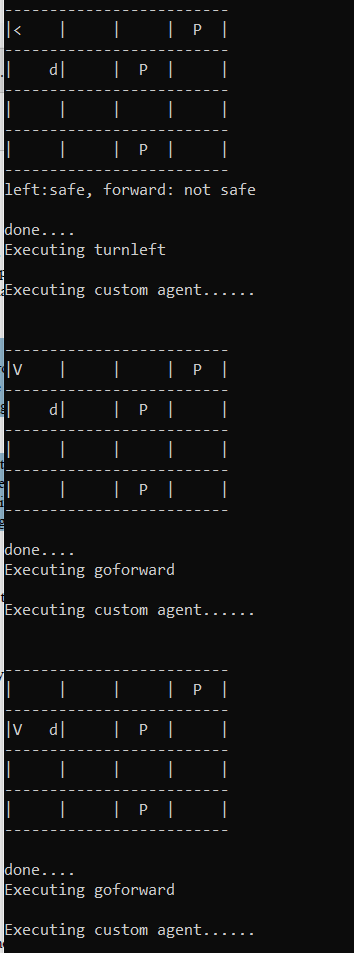 -------------------------
|<    |     |     |  P  |
-------------------------
|    d|     |  P  |     |
-------------------------
|     |     |     |     |
-------------------------
|     |     |  P  |     |
-------------------------
left:safe, forward: not safe
done....
Executing turnleft
Executing custom agent......
-------------------------
|V    |     |     |  P  |
-------------------------
|    d|     |  P  |     |
-------------------------
|     |     |     |     |
-------------------------
|     |     |  P  |     |
-------------------------
done....
Executing goforward
Executing custom agent......
-------------------------
|     |     |     |  P  |
-------------------------
|V   d|     |  P  |     |
-------------------------
|     |     |     |     |
-------------------------
|     |     |  P  |     |
-------------------------
done....
Executing goforward
Executing custom agent......